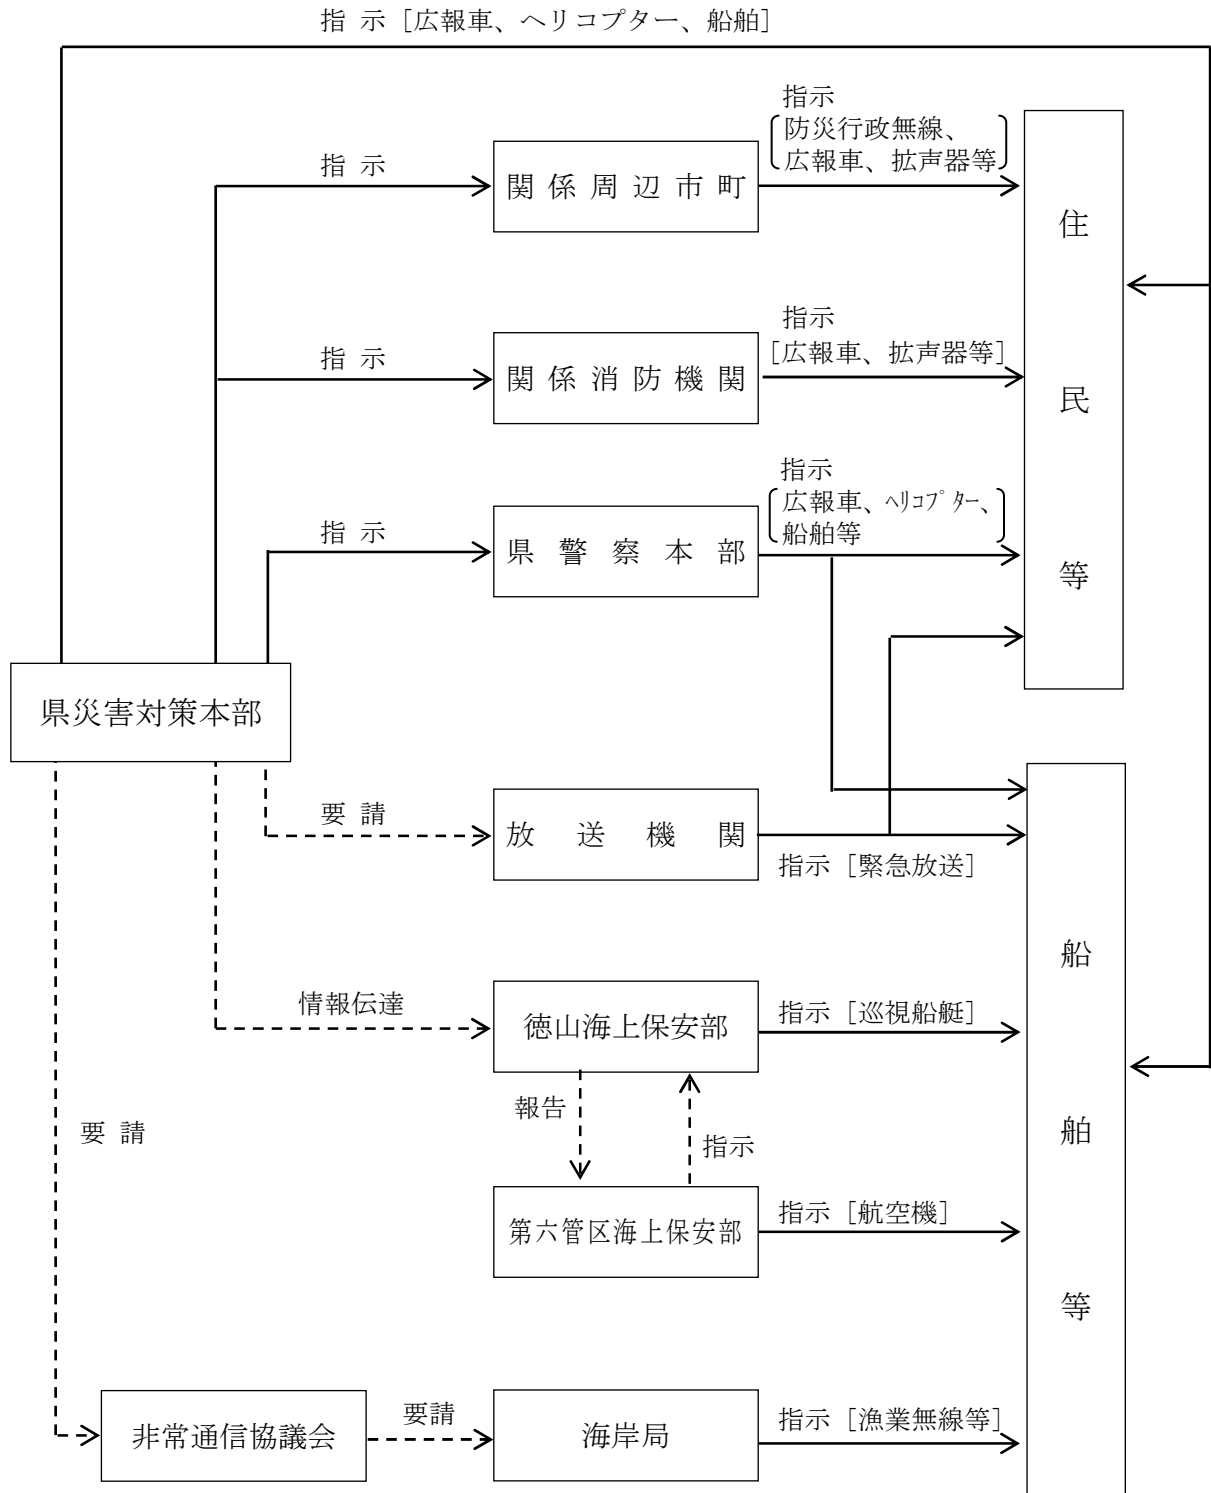 指 示 [広報車、ヘリコプター、船舶]
指示
防災行政無線、
広報車、拡声器等
指 示
関係周辺市町
指示
[広報車、拡声器等]
指 示
関係消防機関
指示
広報車、ﾍﾘｺﾌﾟﾀｰ、
船舶等
指 示
県警察本部
住民等
県災害対策本部
要 請
放送機関
指示 [緊急放送]
情報伝達
徳山海上保安部
指示 [巡視船艇]
報告
指示
要 請
第六管区海上保安部
指示 [航空機]
船舶等
非常通信協議会
要請
海岸局
指示 [漁業無線等]